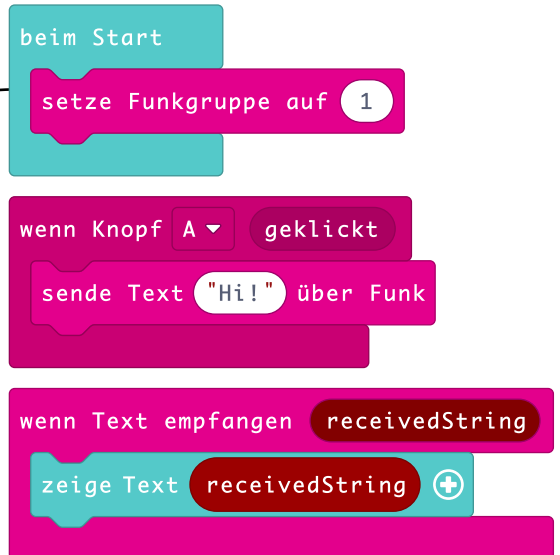 beim Start
setze Funkgruppe auf 1
wenn Knopf A geklickt
sende Text "Hi!" über Funk
wenn Text empfangen receivedString
zeige Text receivedString